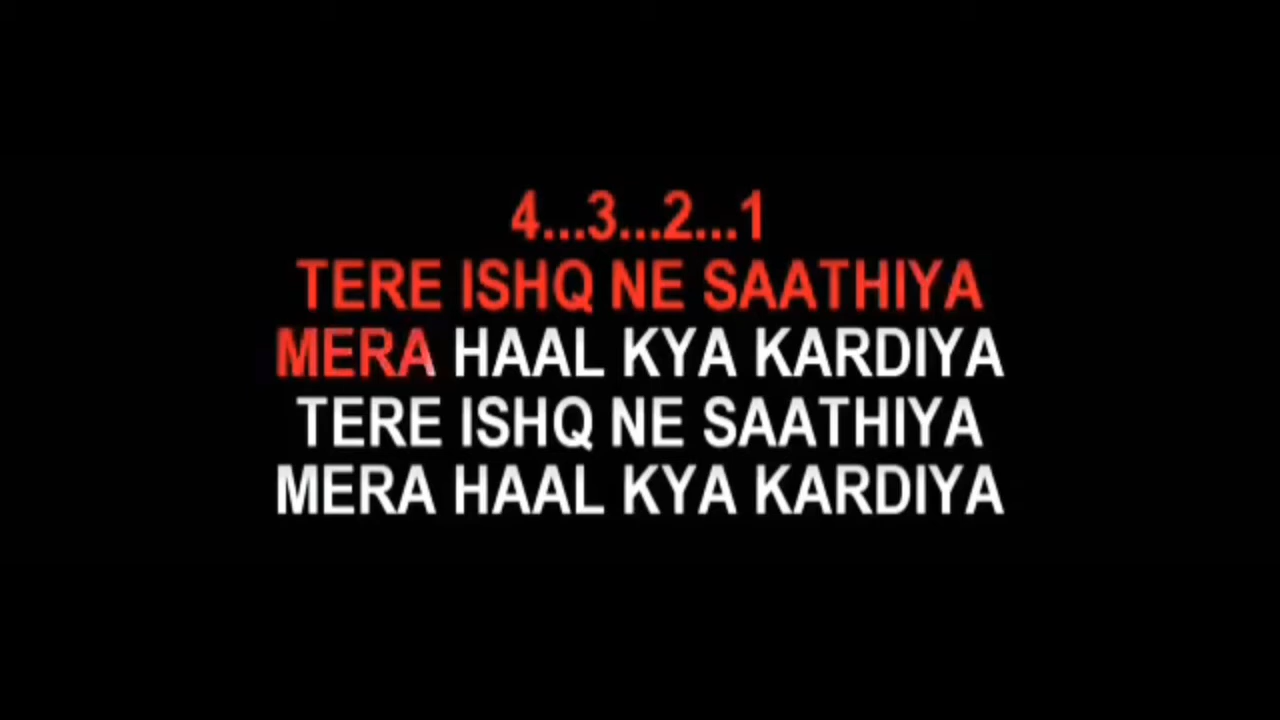 4...3...2...1
TERE ISHQ NE SAATHIYA
MERA HAAL KYA KARDIYA
TERE ISHQ NE SAATHIYA
MERA HAAL KYA KARDIYA